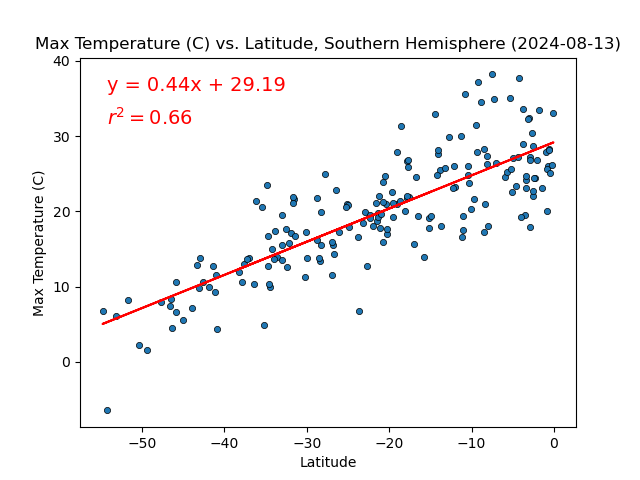 Max Temperature (C) vs. Latitude, Southern Hemisphere (2024-08-13)
y = 0.44x + 29.19
r² = 0.66
Max Temperature (C)
40
30
20
10
0
−50 −40 −30 −20 −10 0
Latitude